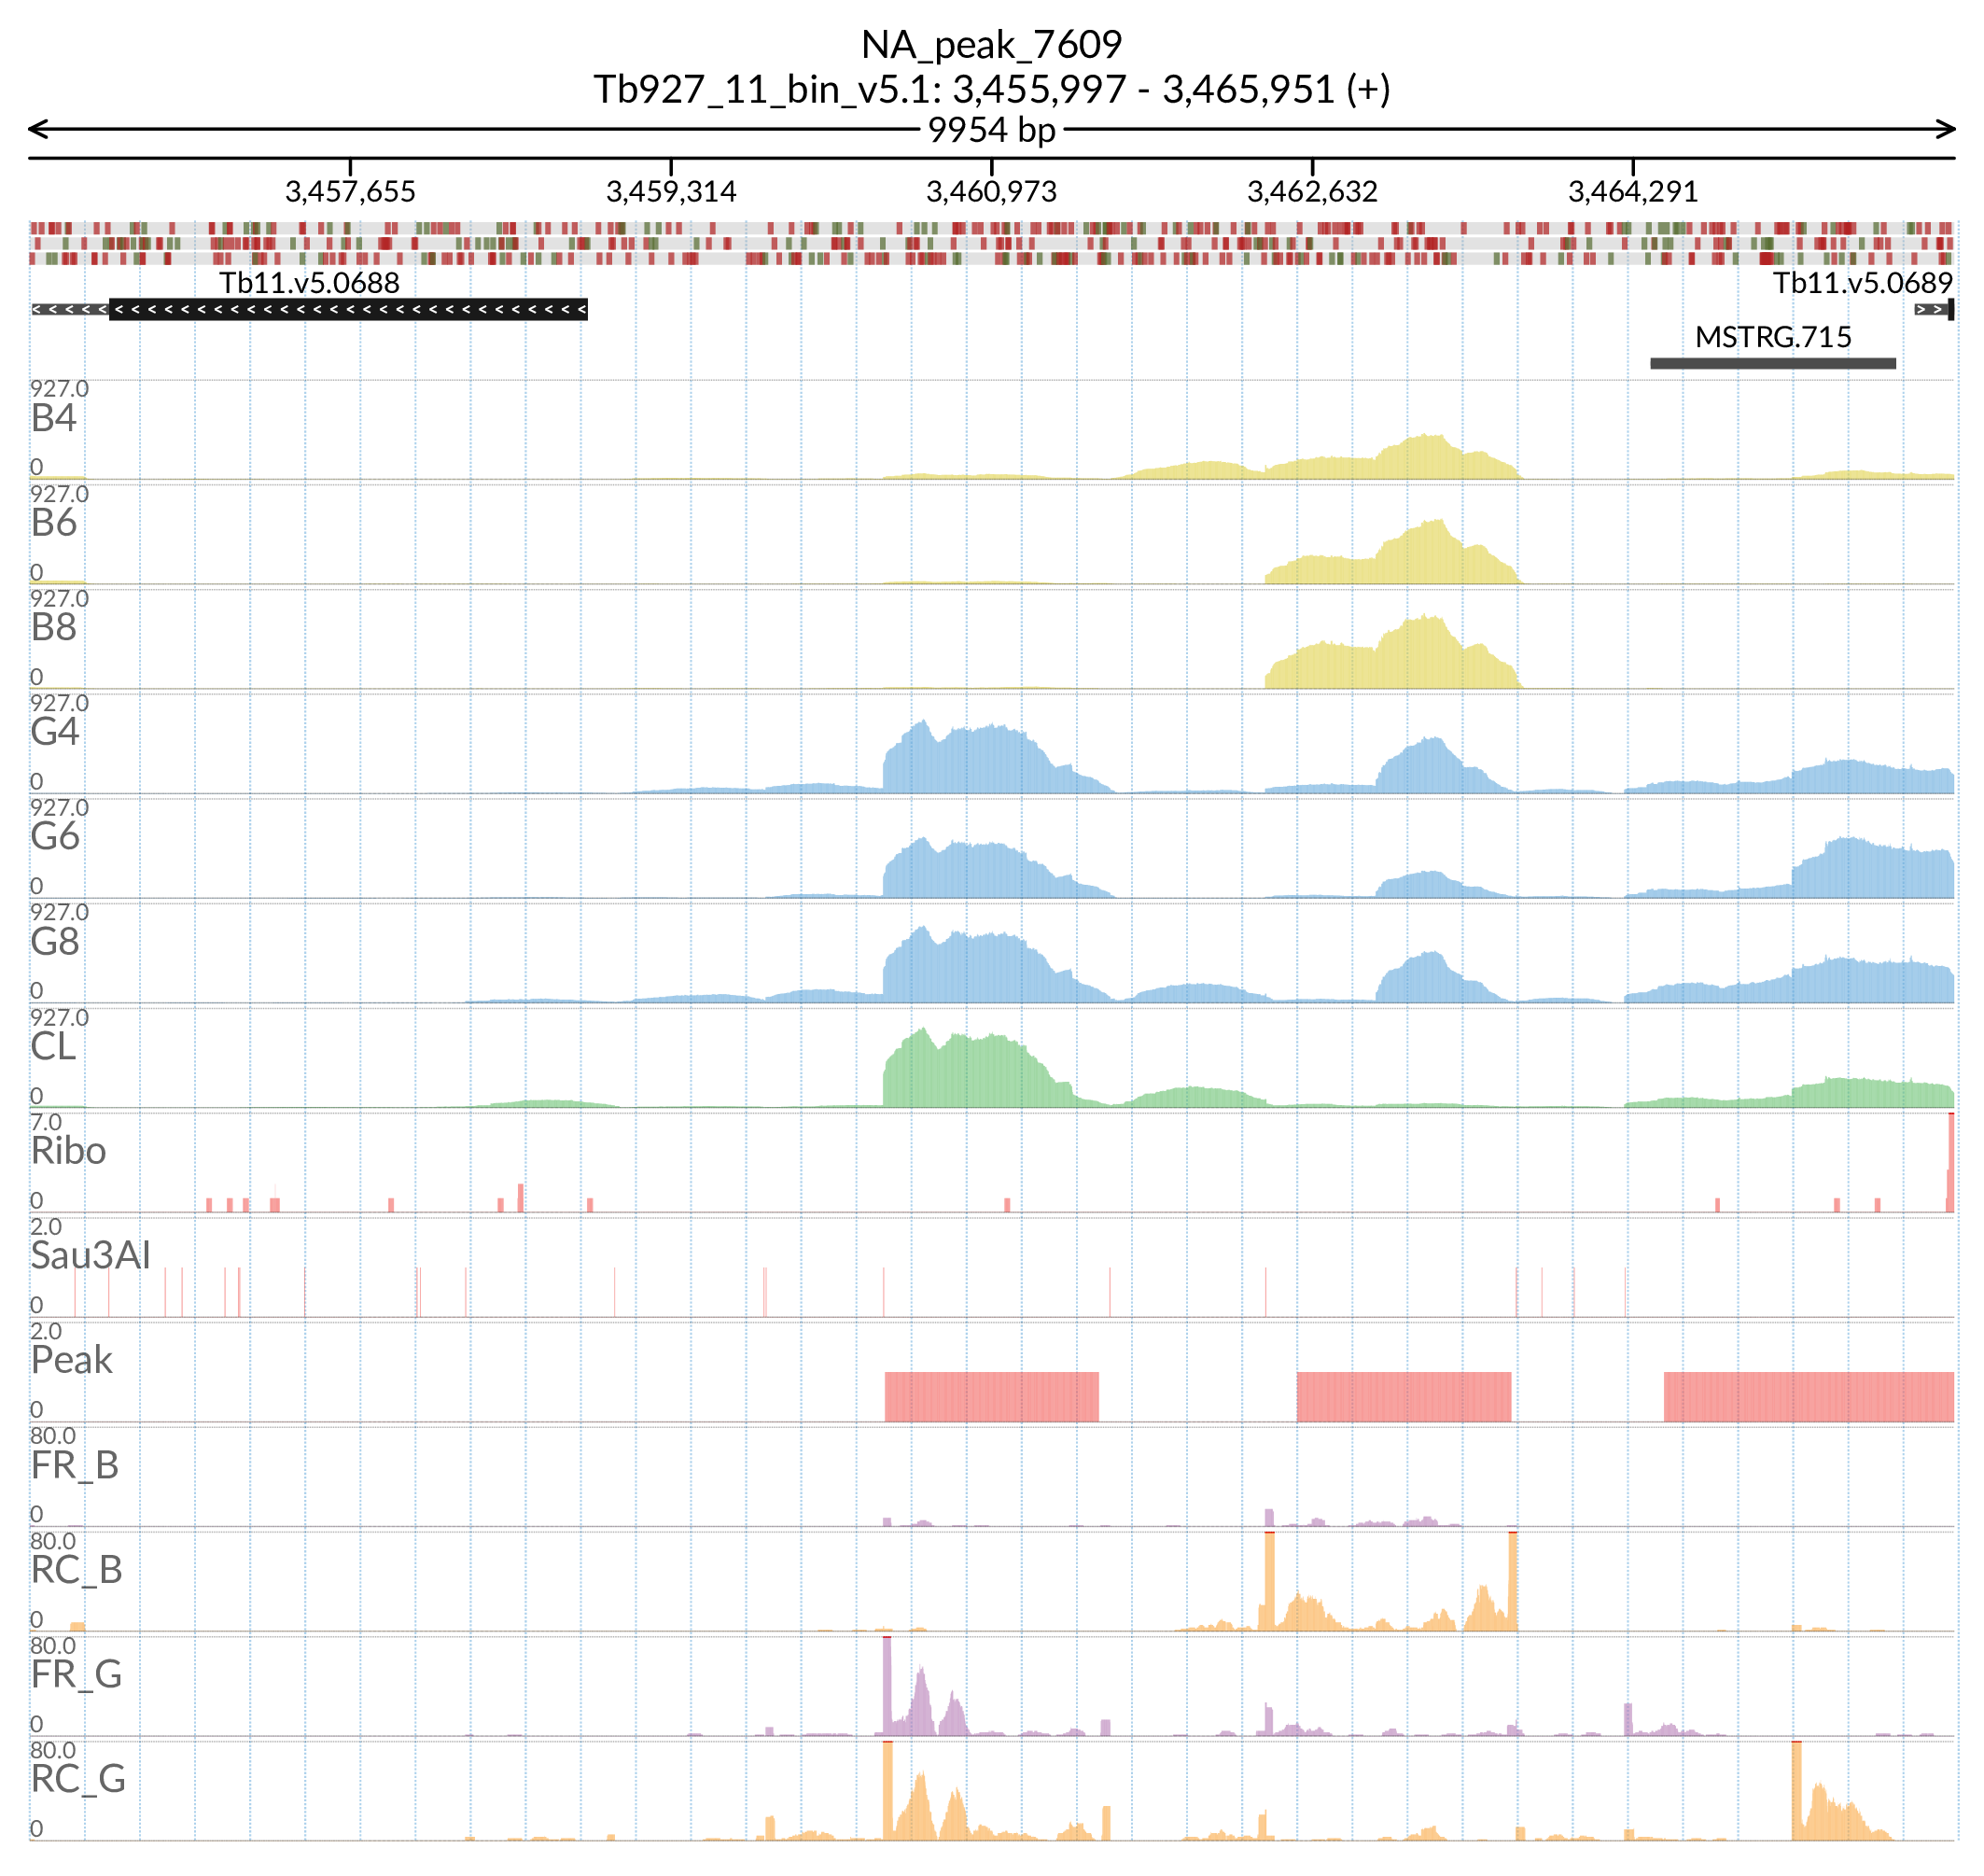 NA_peak_7609
Tb927_11_bin_v5.1: 3,455,997 - 3,465,951 (+)
9954 bp
3,457,655 3,459,314 3,460,973 3,462,632 3,464,291
Tb11.v5.0688 Tb11.v5.0689
MSTRG.715
927.0
B4
0
927.0
B6
0
927.0
B8
0
927.0
G4
0
927.0
G6
0
927.0
G8
0
927.0
CL
0
7.0
Ribo
0
2.0
Sau3AI
0
2.0
Peak
0
80.0
FR_B
0
80.0
RC_B
0
80.0
FR_G
0
80.0
RC_G
0